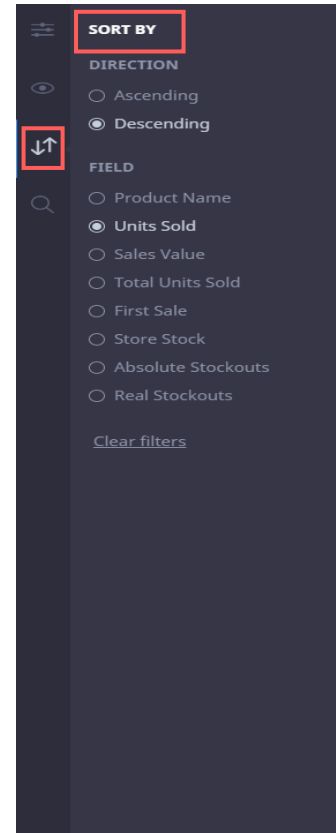 SORT BY
DIRECTION
Ascending
Descending
FIELD
Product Name
Units Sold
Sales Value
Total Units Sold
First Sale
Store Stock
Absolute Stockouts
Real Stockouts
Clear filters